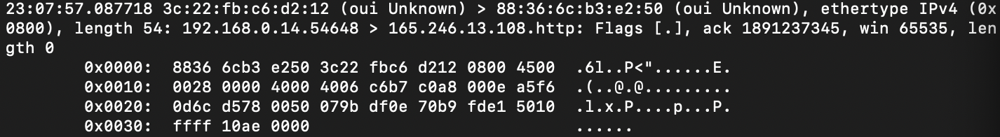 23:07:57.087718 3c:22:fb:c6:d2:12 (oui Unknown) > 88:36:6c:b3:e2:50 (oui Unknown), ethertype IPv4 (0x
0800), length 54: 192.168.0.14.54648 > 165.246.13.108.http: Flags [.], ack 1891237345, win 65535, len
gth 0
0x0000:  8836 6cb3 e250 3c22 fbc6 d212 0800 4500  .6l..P<"......E.
0x0010:  0028 0000 4000 4006 c6b7 c0a8 000e a5f6  .(..@.@.........
0x0020:  0d6c d578 0050 079b df0e 70b9 fde1 5010  .l.x.P....p...P.
0x0030:  ffff 10ae 0000                           ......